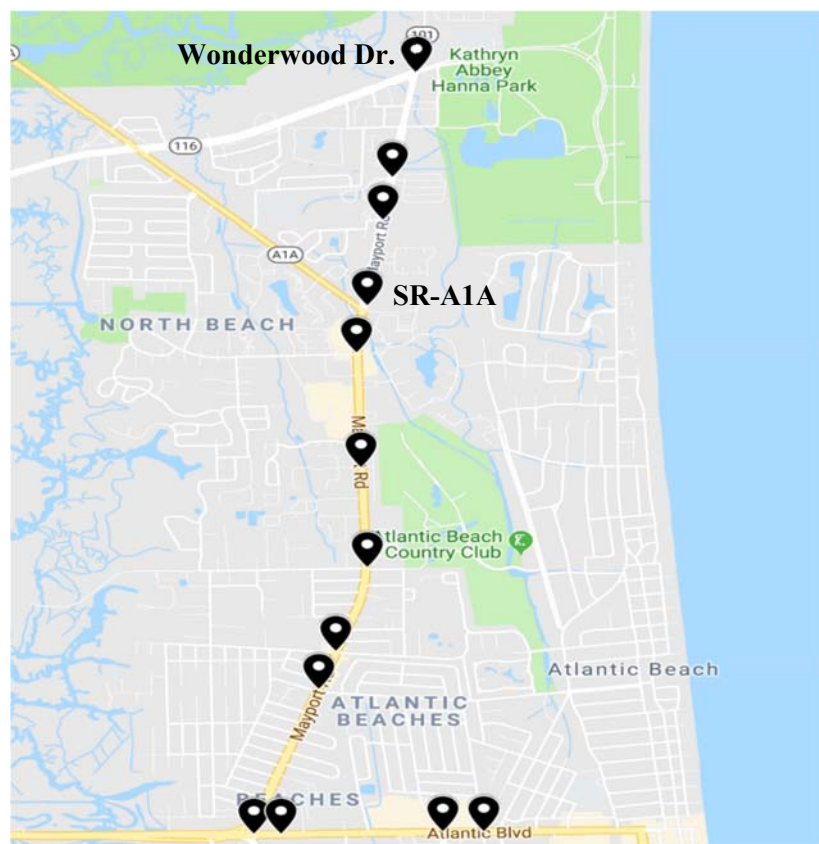 Wonderwood Dr.
101
Kathryn
Abbey
Hanna Park
116
Mayport Rd
A1A
SR-A1A
NORTH BEACH
Rd
Atlantic Beach
Country Club
Atlantic Beach
ATLANTIC
BEACHES
Mayport
BEACHES
Atlantic Blvd